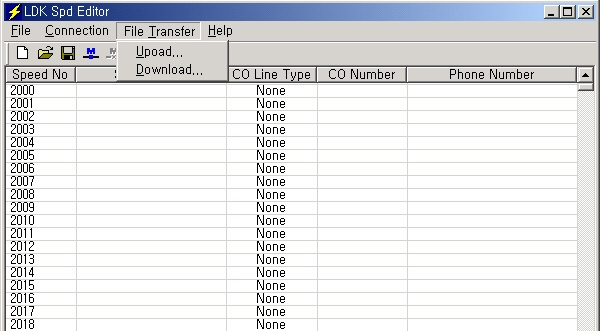 LDK Spd Editor
File Connection File Transfer Help
Upoad...
Download...
Speed No CO Line Type CO Number Phone Number
2000 None
2001 None
2002 None
2003 None
2004 None
2005 None
2006 None
2007 None
2008 None
2009 None
2010 None
2011 None
2012 None
2013 None
2014 None
2015 None
2016 None
2017 None
2018 None